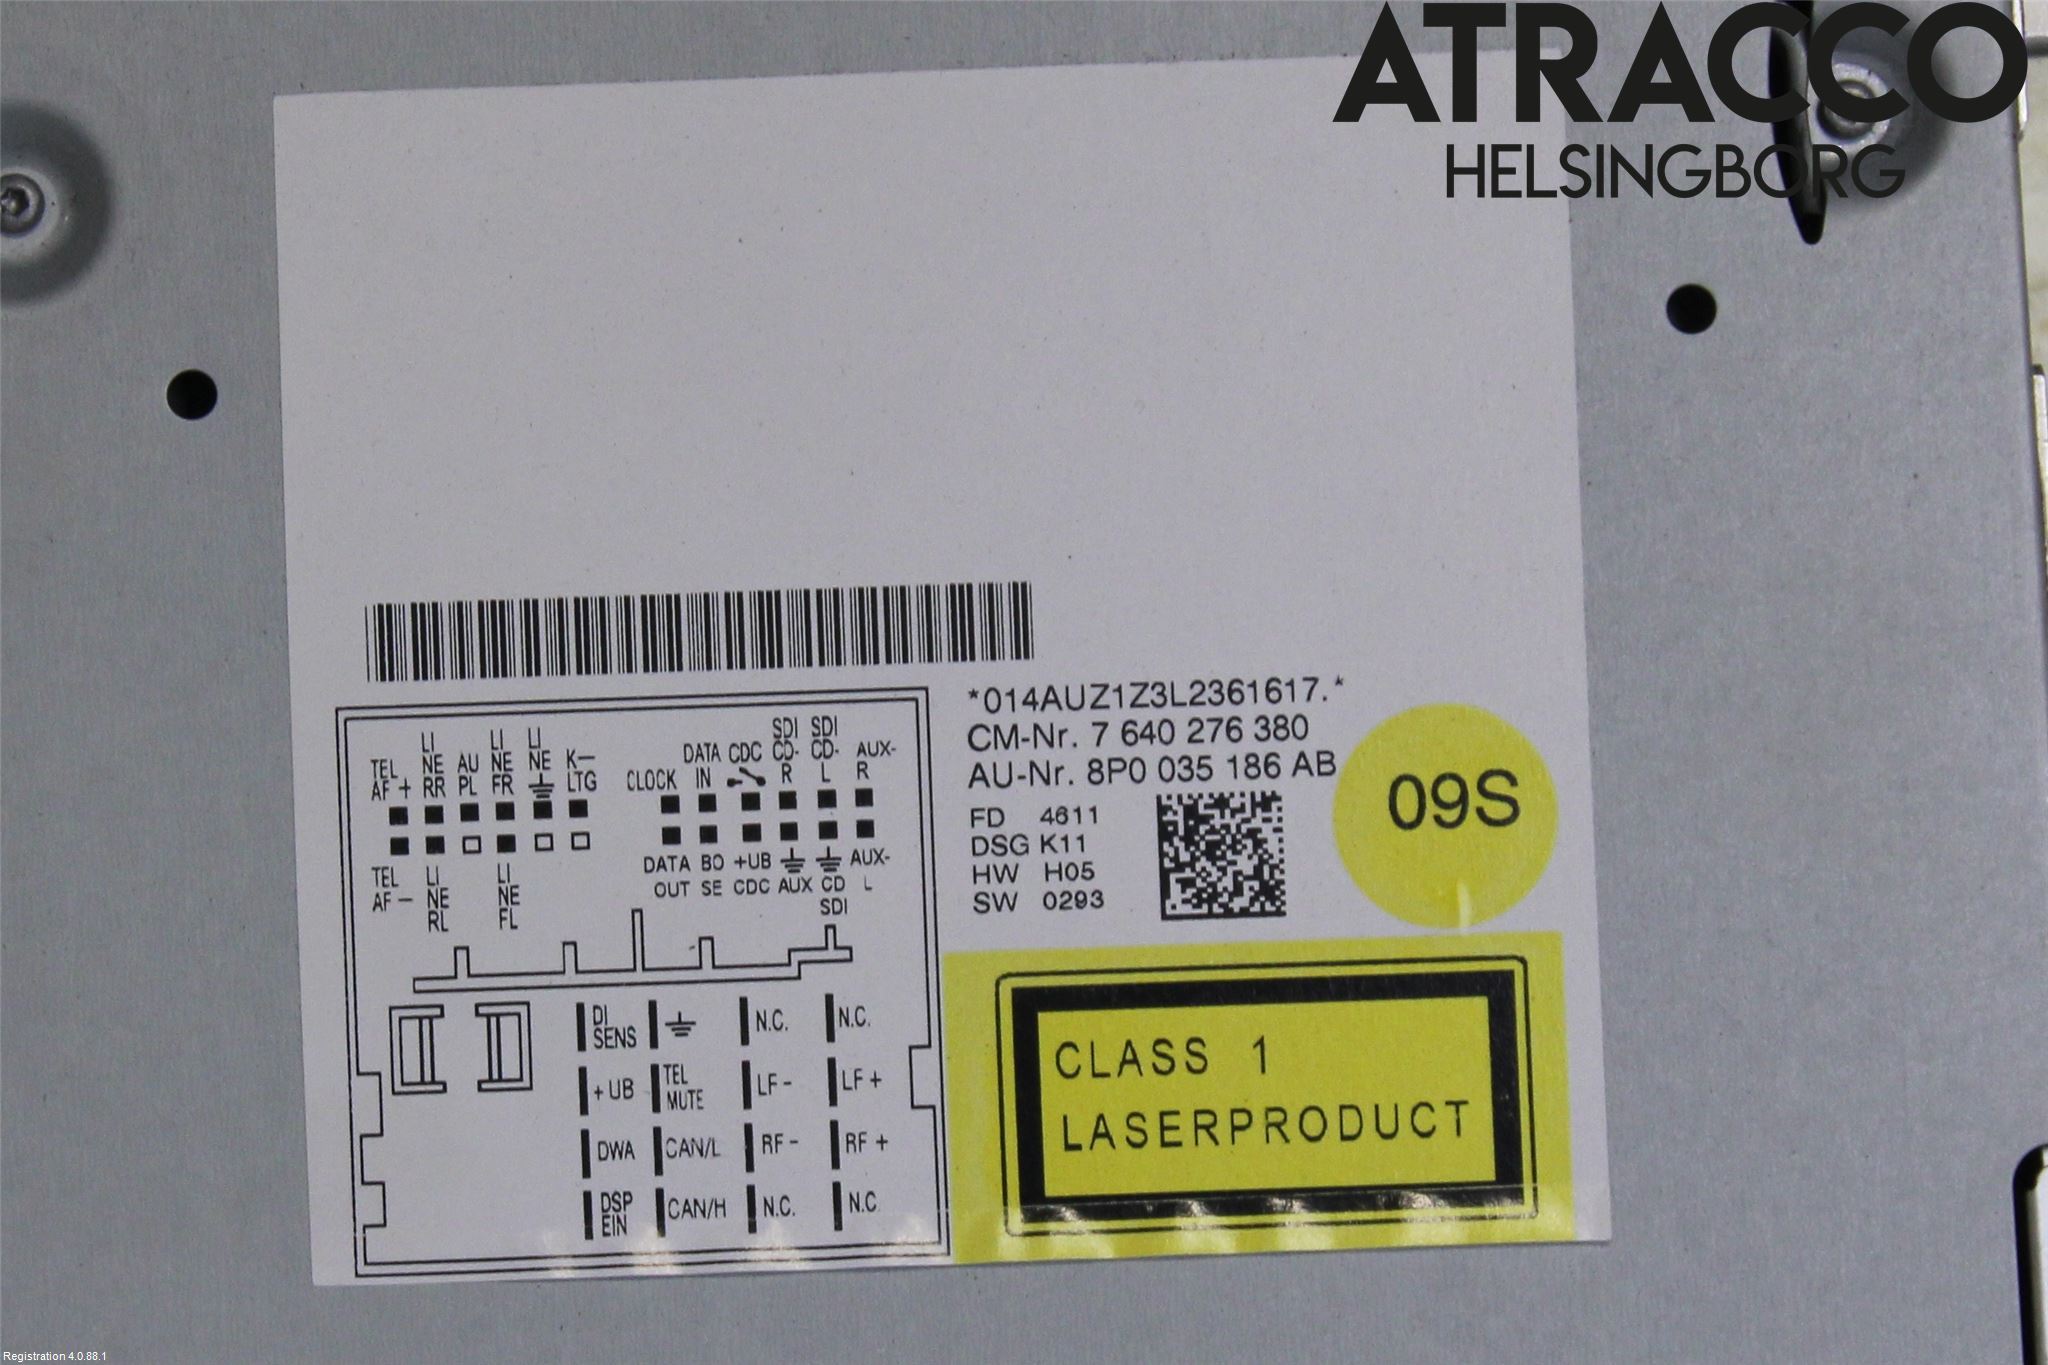 ATRACCO
HELSINGBORG
*014AUZ1Z3L2361617.*
CM-Nr. 7 640 276 380
AU-Nr. 8P0 035 186 AB
FD 4611
DSG K11
HW H05
SW 0293
09S
TEL AF +
LI NE RR
AU PL
LI NE FR
LI NE
K- LTG
CLOCK
DATA IN
CDC
SDI CD- R
SDI CD- L
AUX- R
TEL AF -
LI NE RL
LI NE FL
DATA OUT
BO SE
+UB CDC
AUX
CD SDI
AUX- L
DI SENS
N.C.
N.C.
+ UB
TEL MUTE
LF -
LF +
DWA
CAN/L
RF -
RF +
DSP EIN
CAN/H
N.C.
N.C.
CLASS 1
LASERPRODUCT
Registration 4.0.88.1